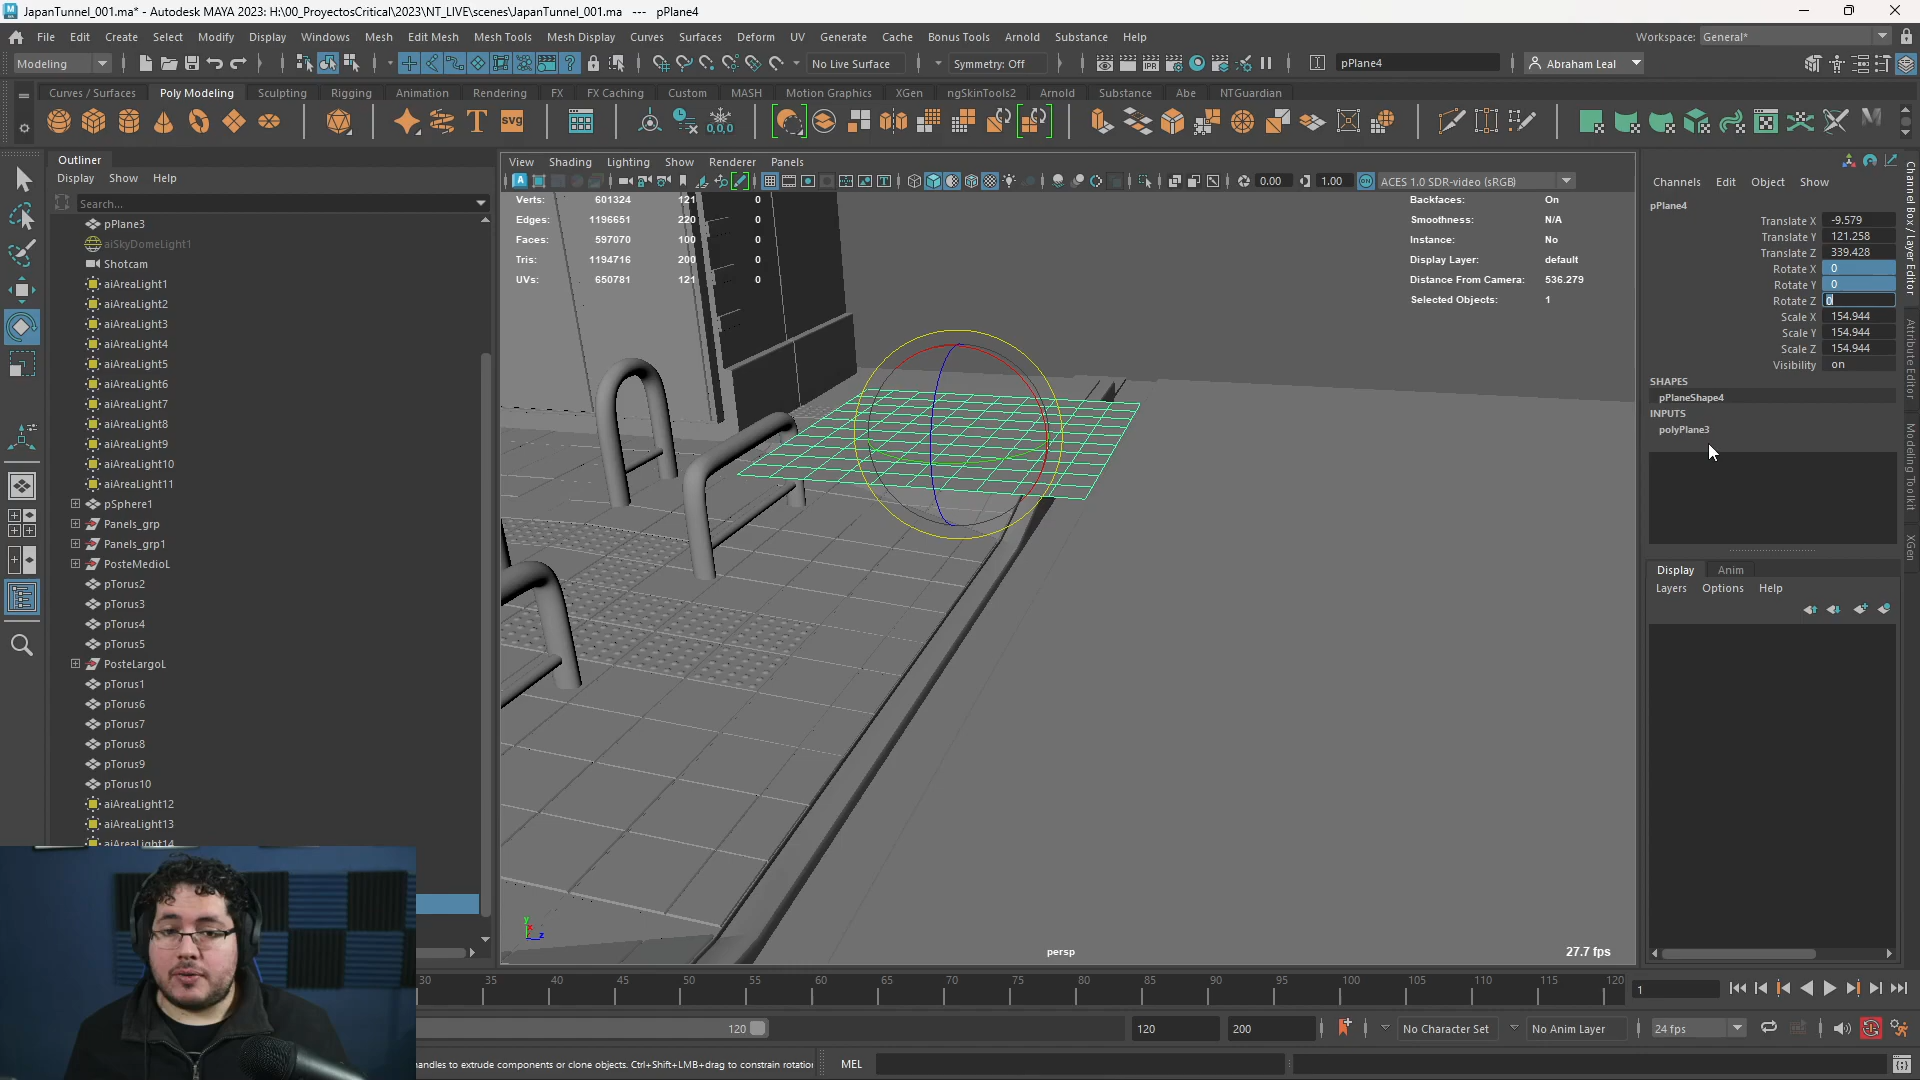 JapanTunnel_001.ma* - Autodesk MAYA 2023: H:\00_ProyectosCritical\2023\NT_LIVE\scenes\JapanTunnel_001.ma --- pPlane4
File Edit Create Select Modify Display Windows Mesh Edit Mesh Mesh Tools Mesh Display Curves Surfaces Deform UV Generate Cache Bonus Tools Arnold Substance Help
Workspace: General*
Modeling
No Live Surface
Symmetry: Off
pPlane4
Abraham Leal
Curves / Surfaces Poly Modeling Sculpting Rigging Animation Rendering FX FX Caching Custom MASH Motion Graphics XGen ngSkinTools2 Arnold Substance Abe NTGuardian
Outliner
Display Show Help
Search...
pPlane3
aiSkyDomeLight1
Shotcam
aiAreaLight1
aiAreaLight2
aiAreaLight3
aiAreaLight4
aiAreaLight5
aiAreaLight6
aiAreaLight7
aiAreaLight8
aiAreaLight9
aiAreaLight10
aiAreaLight11
pSphere1
Panels_grp
Panels_grp1
PosteMedioL
pTorus2
pTorus3
pTorus4
pTorus5
PosteLargoL
pTorus1
pTorus6
pTorus7
pTorus8
pTorus9
pTorus10
aiAreaLight12
aiAreaLight13
aiAreaLight14
View Shading Lighting Show Renderer Panels
0.00 1.00 ACES 1.0 SDR-video (sRGB)
Verts: 601324 121 0
Edges: 1196651 220 0
Faces: 597070 100 0
Tris: 1194716 200 0
UVs: 650781 121 0
Backfaces: On
Smoothness: N/A
Instance: No
Display Layer: default
Distance From Camera: 536.279
Selected Objects: 1
persp
27.7 fps
Channels Edit Object Show
pPlane4
Translate X -9.579
Translate Y 121.258
Translate Z 339.428
Rotate X 0
Rotate Y 0
Rotate Z 0
Scale X 154.944
Scale Y 154.944
Scale Z 154.944
Visibility on
SHAPES
pPlaneShape4
INPUTS
polyPlane3
Display Anim
Layers Options Help
Channel Box / Layer Editor
Attribute Editor
Modeling Toolkit
XGen
30 35 40 45 50 55 60 65 70 75 80 85 90 95 100 105 110 115 120
1
120
120
200
No Character Set
No Anim Layer
24 fps
andles to extrude components or clone objects. Ctrl+Shift+LMB+drag to constrain rotatio
MEL